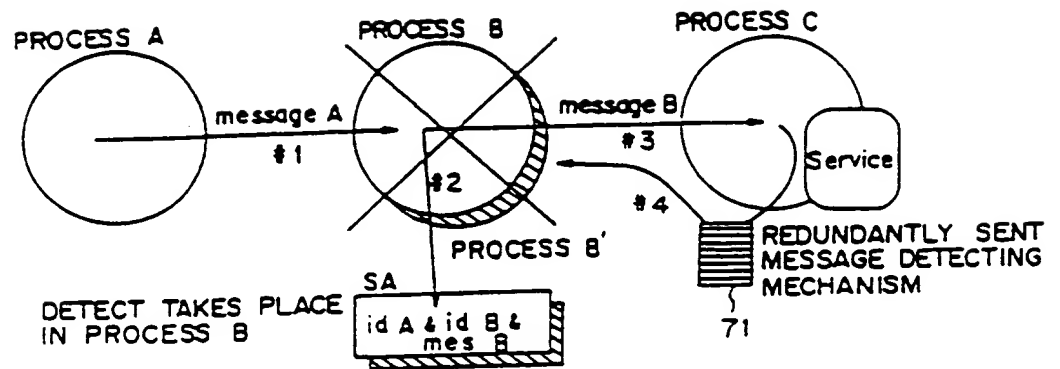 PROCESS A
PROCESS B
PROCESS C
message A
#1
message B
#3
Service
#2
#4
PROCESS B'
REDUNDANTLY SENT
MESSAGE DETECTING
MECHANISM
71
SA
DETECT TAKES PLACE
IN PROCESS B
id A & id B &
mes B